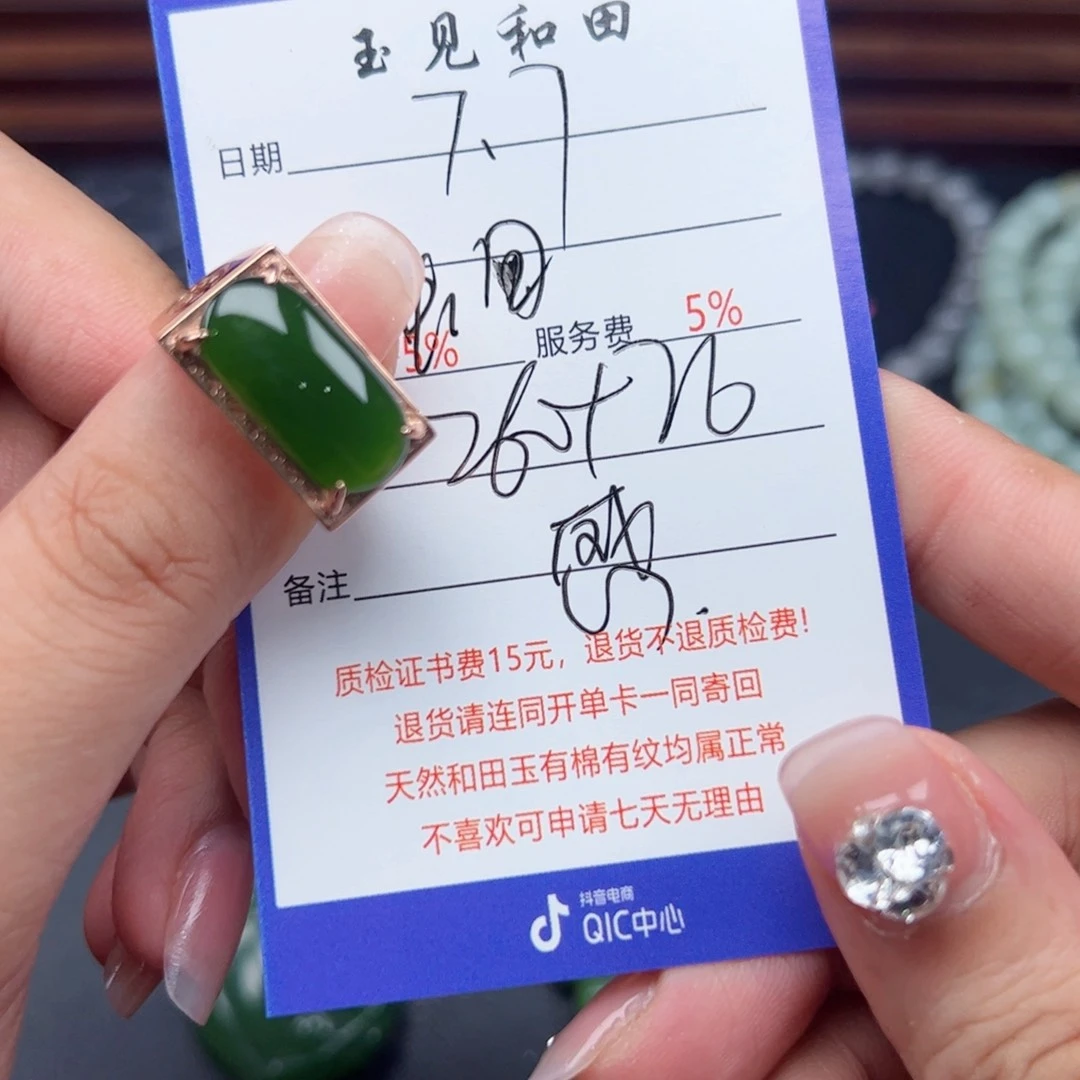 玉见和田
日期 7、7
5% 服务费 5%
备注
质检证书费15元，退货不退质检费！
退货请连同开单卡一同寄回
天然和田玉有棉有纹均属正常
不喜欢可申请七天无理由
抖音电商
QIC中心